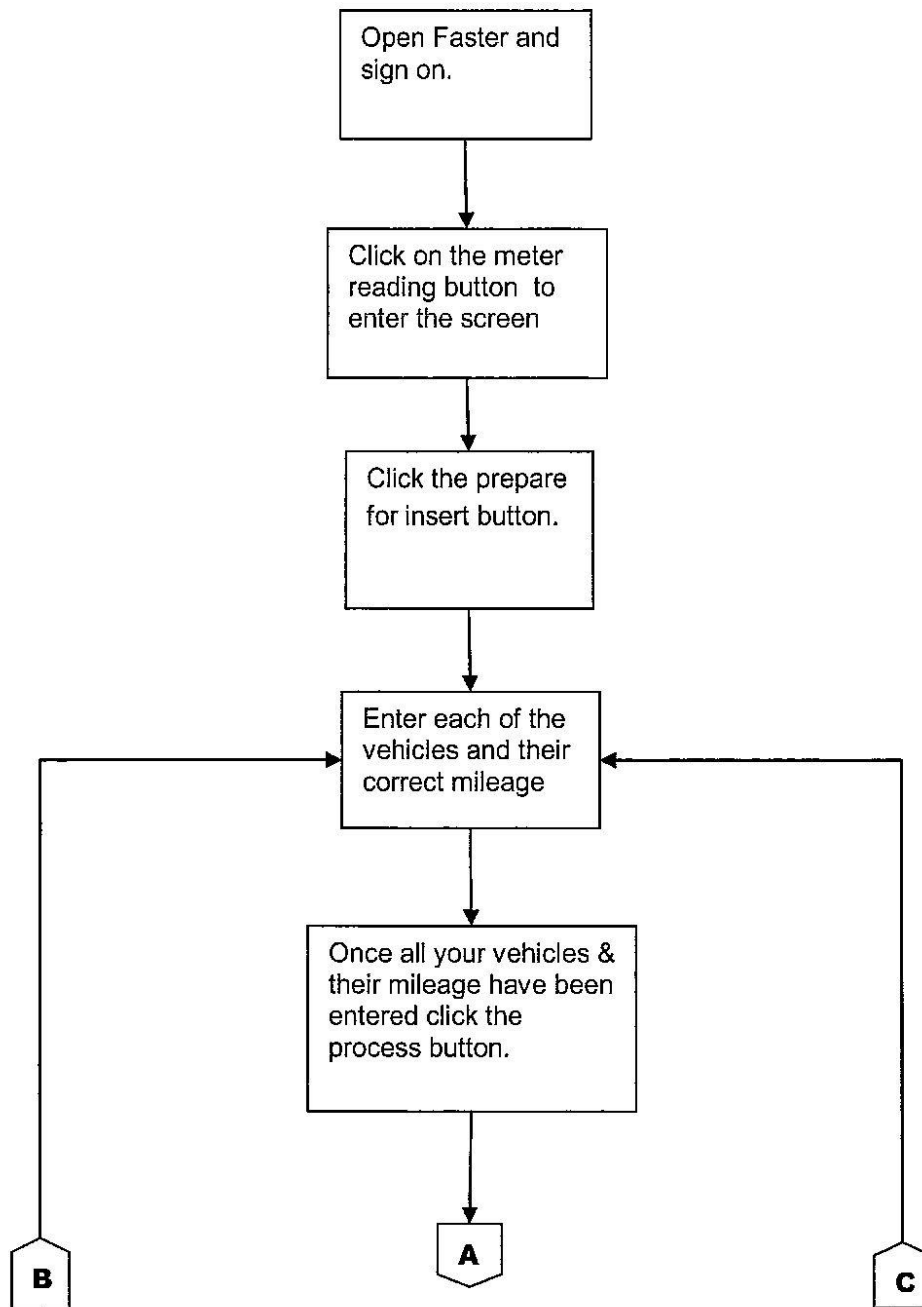 Open Faster and
sign on.
Click on the meter
reading button to
enter the screen
Click the prepare
for insert button.
Enter each of the
vehicles and their
correct mileage
Once all your vehicles &
their mileage have been
entered click the
process button.
A
B
C